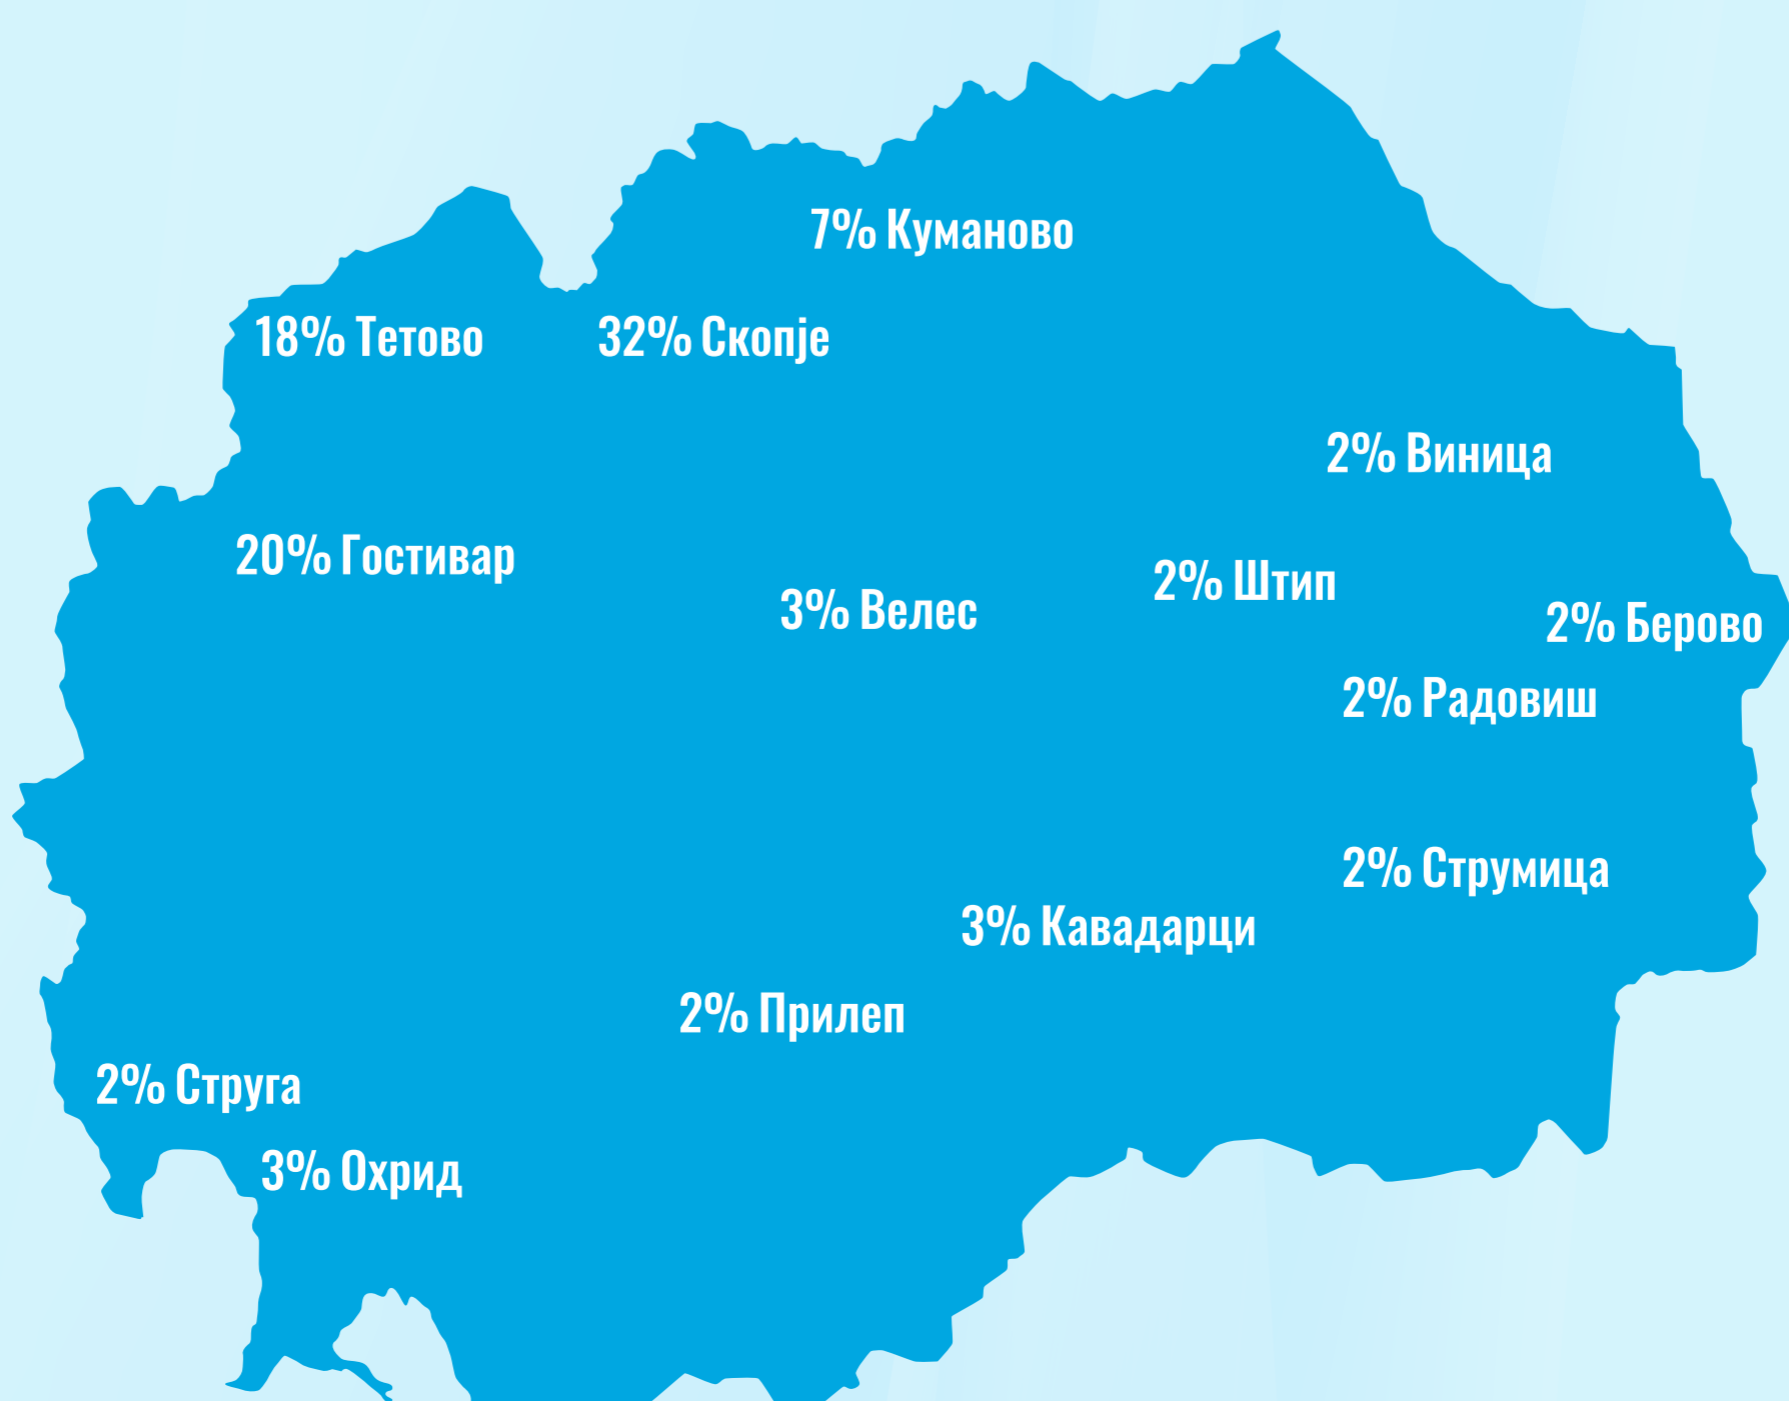 7% Куманово
18% Тетово
32% Скопје
2% Виница
20% Гостивар
2% Штип
3% Велес
2% Берово
2% Радовиш
2% Струмица
3% Кавадарци
2% Прилеп
2% Струга
3% Охрид